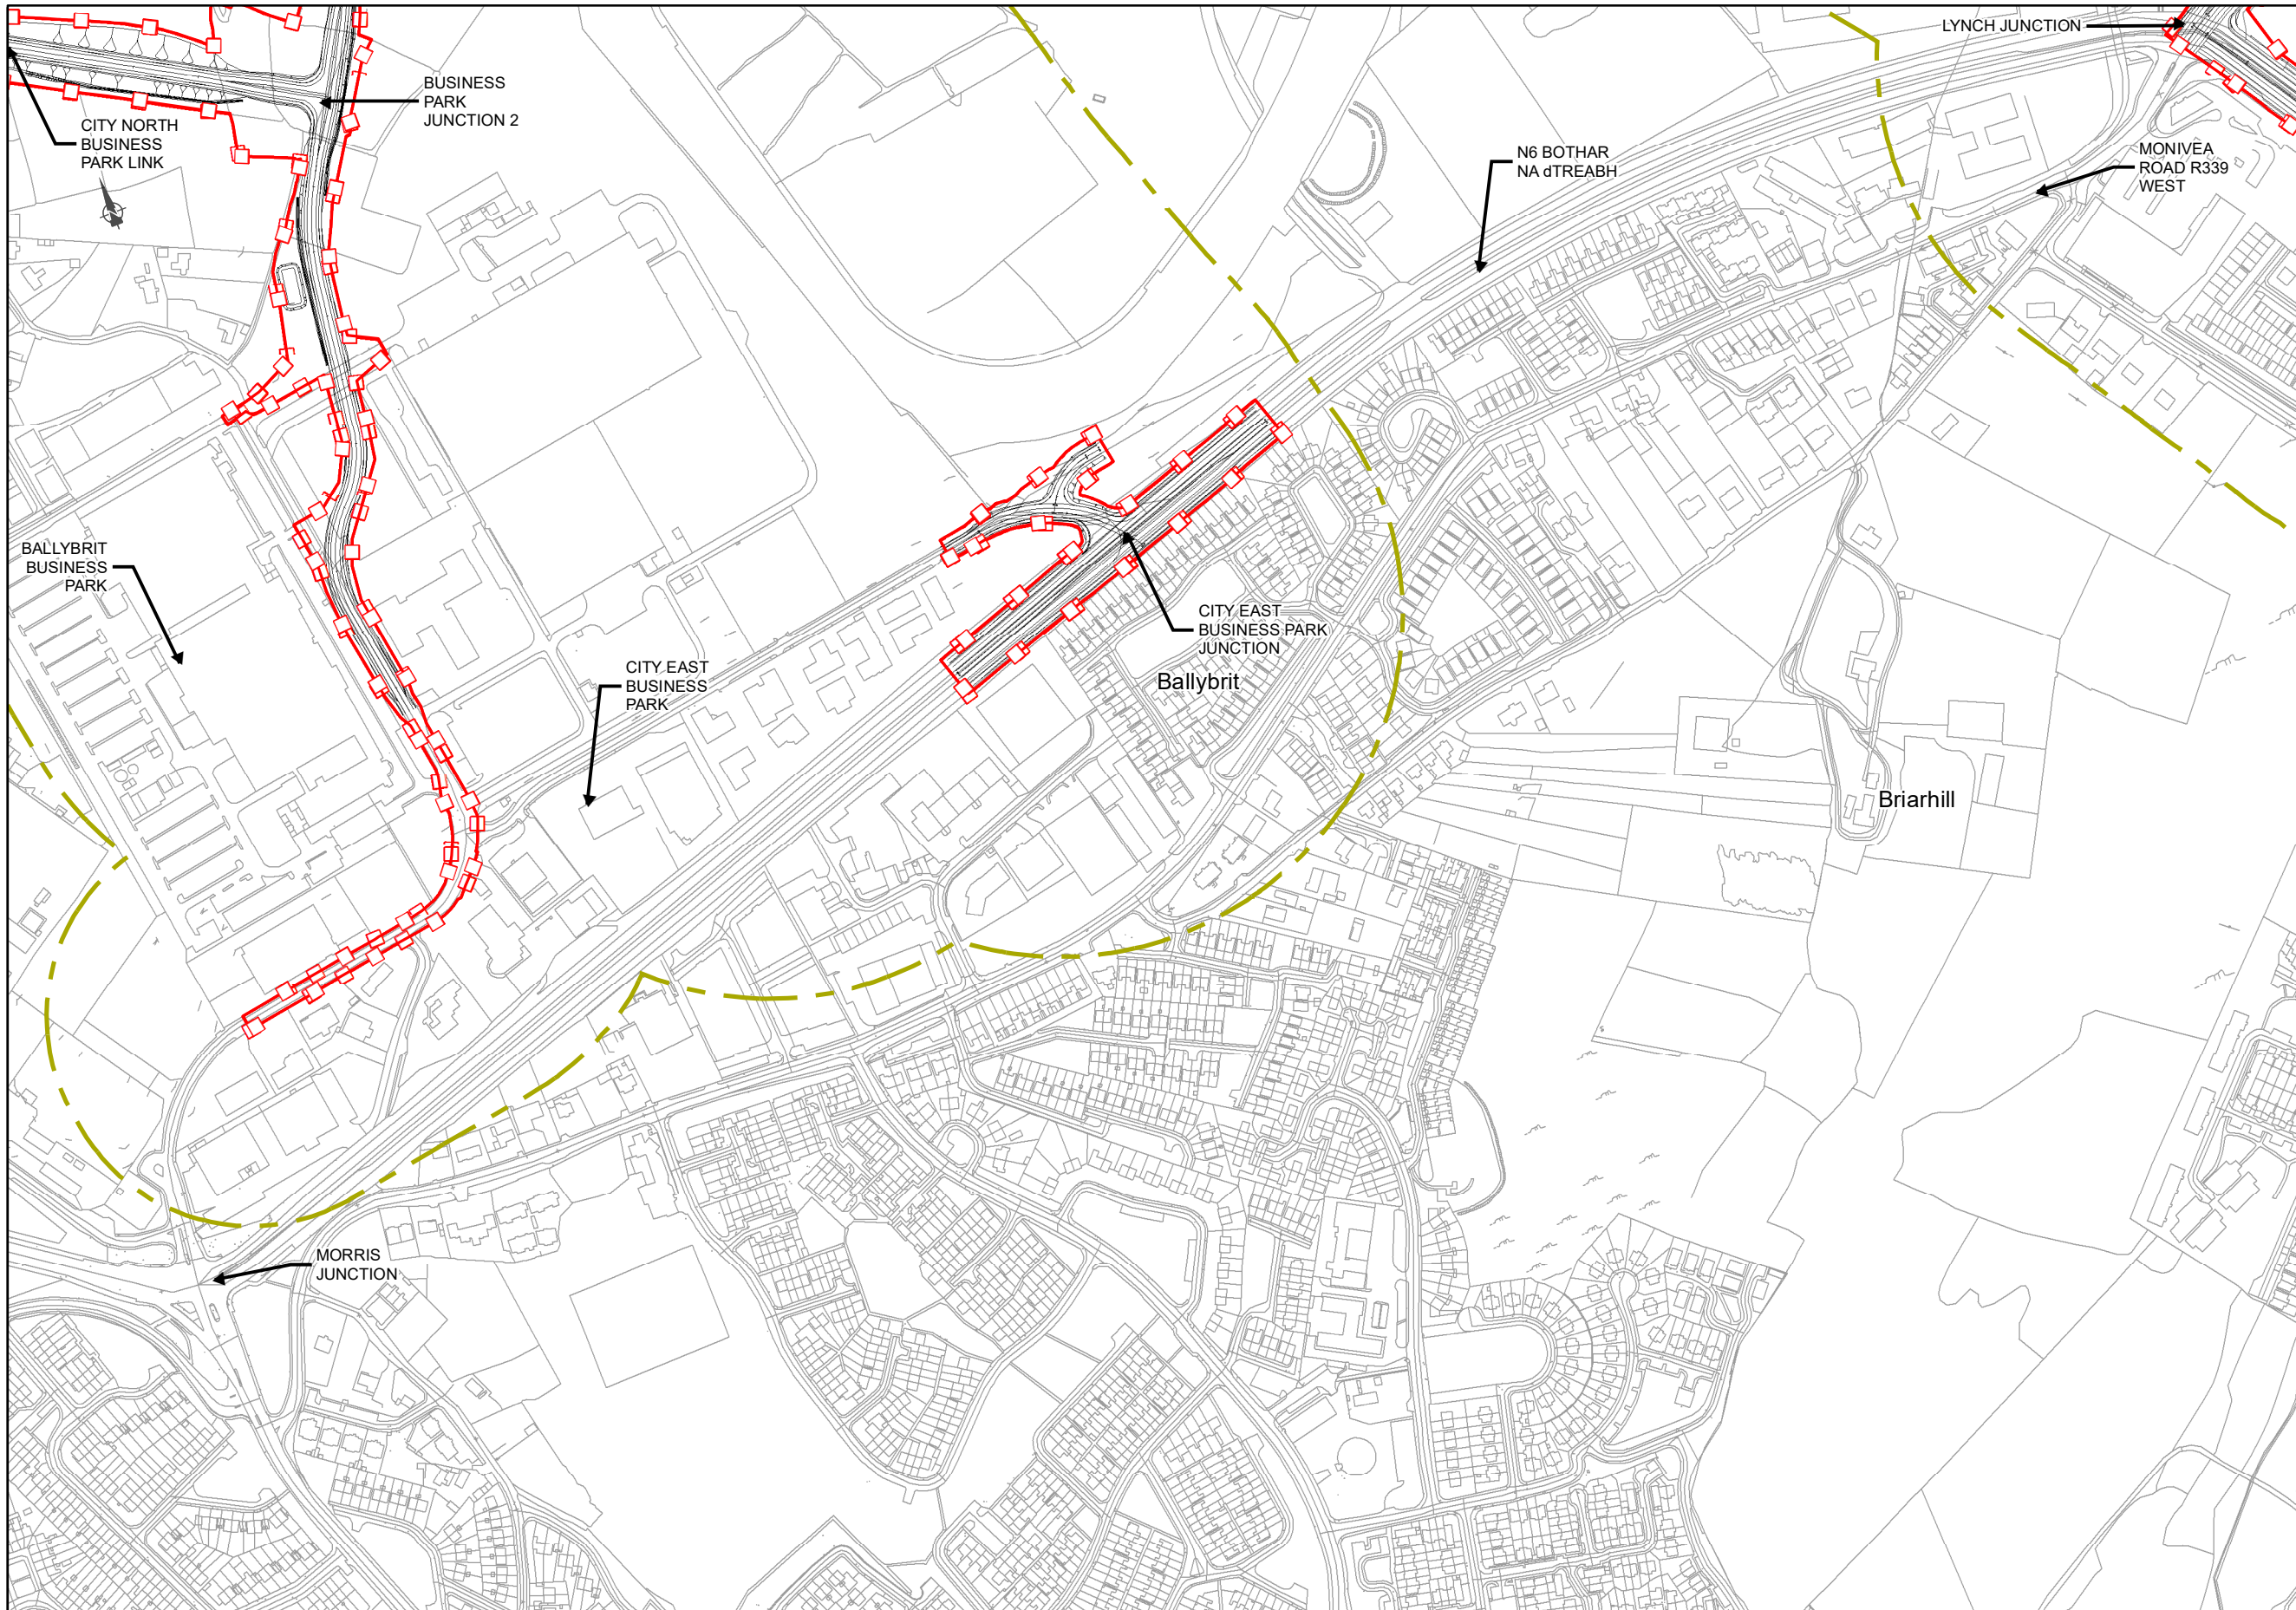 LYNCH JUNCTION
BUSINESS
PARK
JUNCTION 2
CITY NORTH
BUSINESS
PARK LINK
N6 BOTHAR
NA dTREABH
MONIVEA
ROAD R339
WEST
BALLYBRIT
BUSINESS
PARK
CITY EAST
BUSINESS PARK
JUNCTION
CITY EAST
BUSINESS
PARK
Ballybrit
Briarhill
MORRIS
JUNCTION